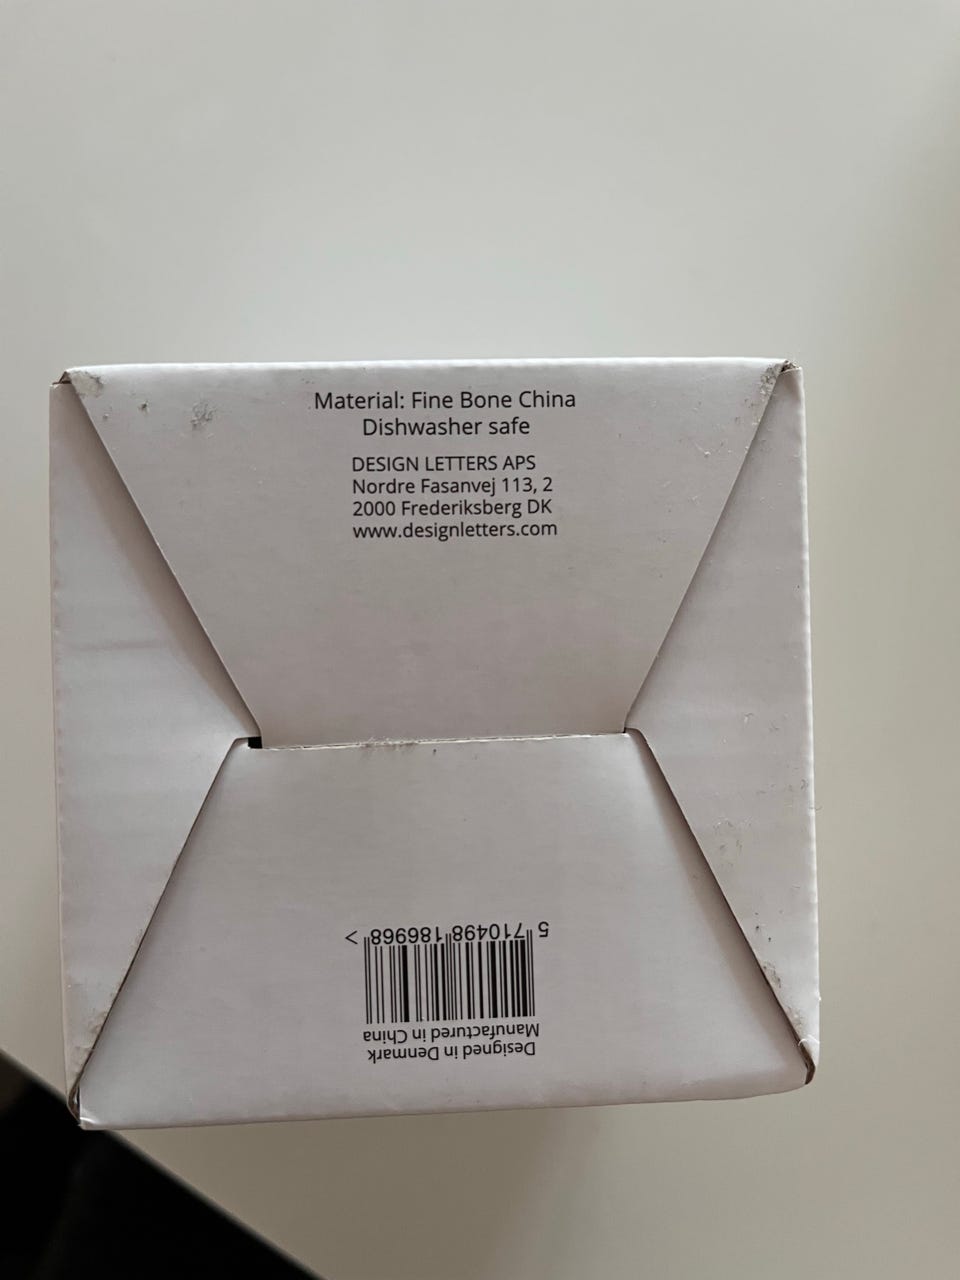 Material: Fine Bone China
Dishwasher safe
DESIGN LETTERS APS
Nordre Fasanvej 113, 2
2000 Frederiksberg DK
www.designletters.com
Designed in Denmark
Manufactured in China
5 710498 186968 >